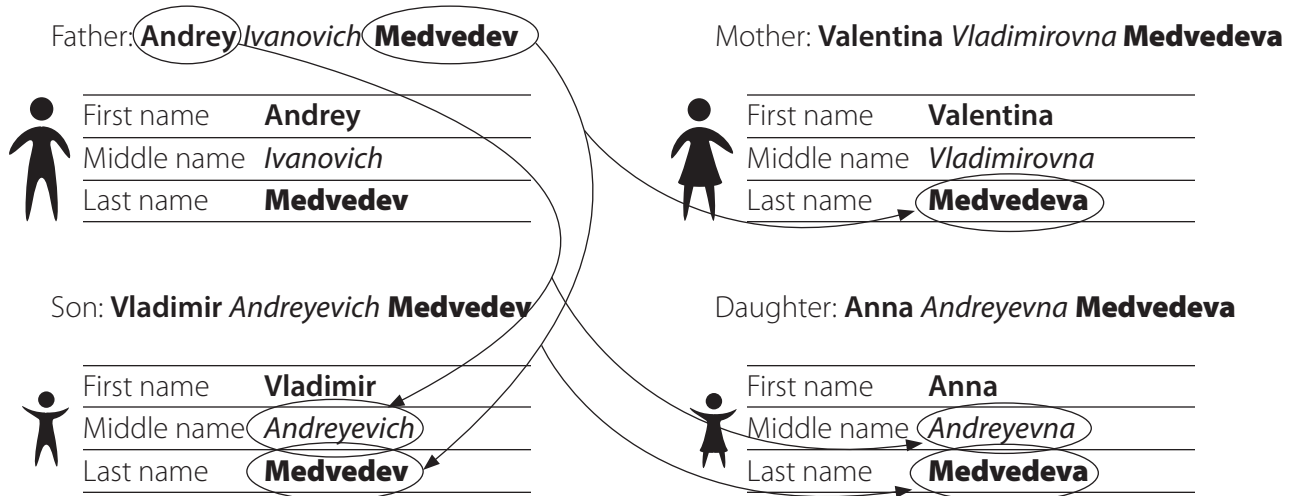 Father: Andrey Ivanovich Medvedev
First name Andrey
Middle name Ivanovich
Last name Medvedev
Mother: Valentina Vladimirovna Medvedeva
First name Valentina
Middle name Vladimirovna
Last name Medvedeva
Son: Vladimir Andreyevich Medvedev
First name Vladimir
Middle name Andreyevich
Last name Medvedev
Daughter: Anna Andreyevna Medvedeva
First name Anna
Middle name Andreyevna
Last name Medvedeva